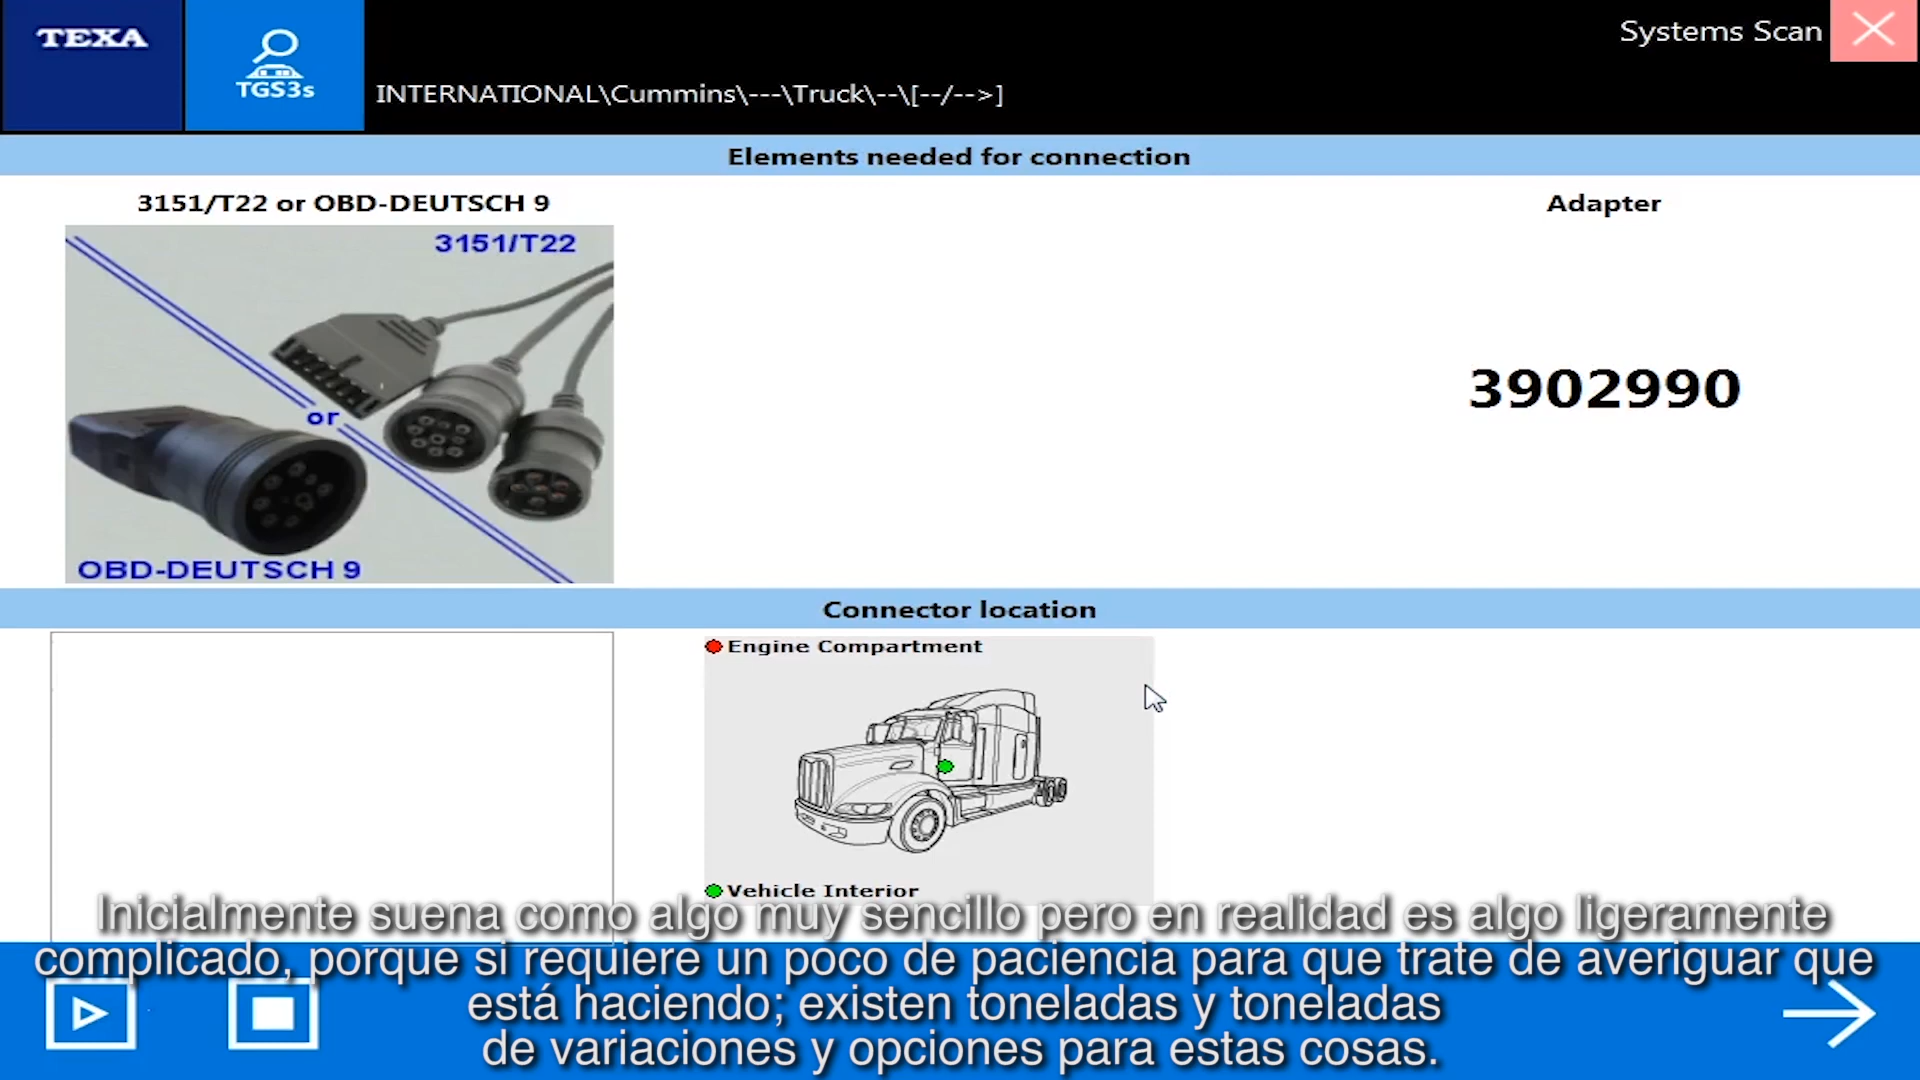 TEXA
TGS3s
INTERNATIONAL\Cummins\---\Truck\--\[--/-->]
Systems Scan
Elements needed for connection
3151/T22 or OBD-DEUTSCH 9
Adapter
3151/T22
or
OBD-DEUTSCH 9
3902990
Connector location
Engine Compartment
Vehicle Interior
Inicialmente suena como algo muy sencillo pero en realidad es algo ligeramente
complicado, porque si requiere un poco de paciencia para que trate de averiguar que
está haciendo; existen toneladas y toneladas
de variaciones y opciones para estas cosas.